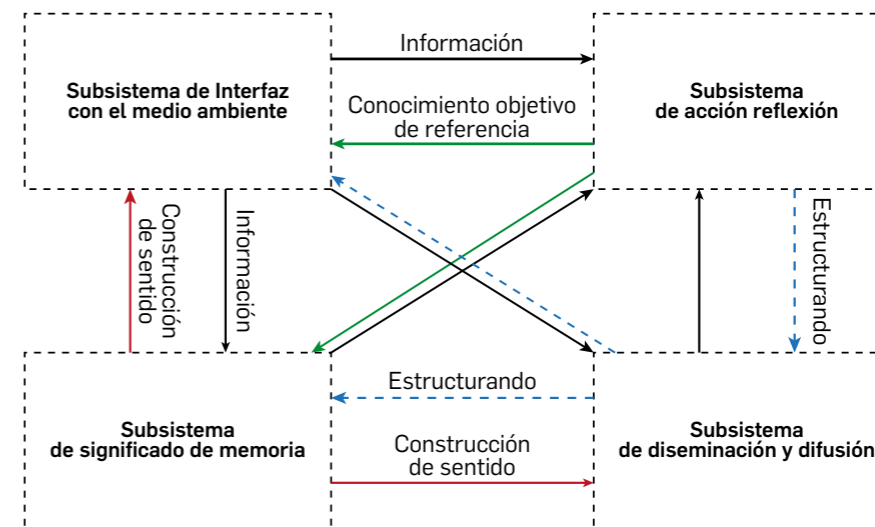 Información
Subsistema de Interfaz
con el medio ambiente
Subsistema
de acción reflexión
Conocimiento objetivo
de referencia
Construcción
de sentido
Información
Estructurando
Estructurando
Subsistema
de significado de memoria
Subsistema
de diseminación y difusión
Construcción
de sentido